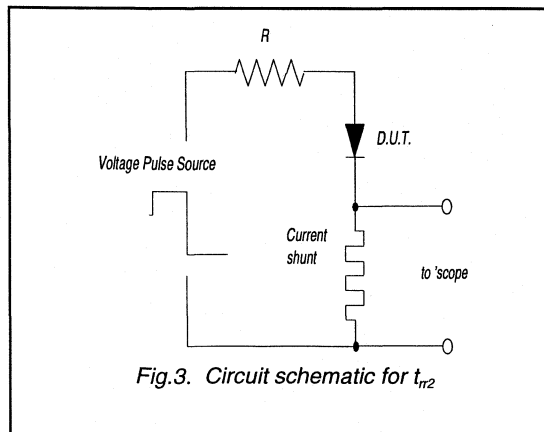 R
D.U.T.
Voltage Pulse Source
Current
shunt
to 'scope
Fig.3. Circuit schematic for trr2